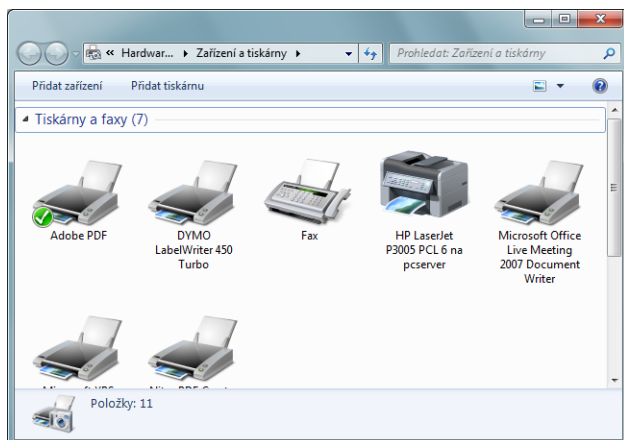 « Hardwar... ▸ Zařízení a tiskárny ▸
Prohledat: Zařízení a tiskárny
Přidat zařízení Přidat tiskárnu
Tiskárny a faxy (7)
Adobe PDF
DYMO
LabelWriter 450
Turbo
Fax
HP LaserJet
P3005 PCL 6 na
pcserver
Microsoft Office
Live Meeting
2007 Document
Writer
Položky: 11